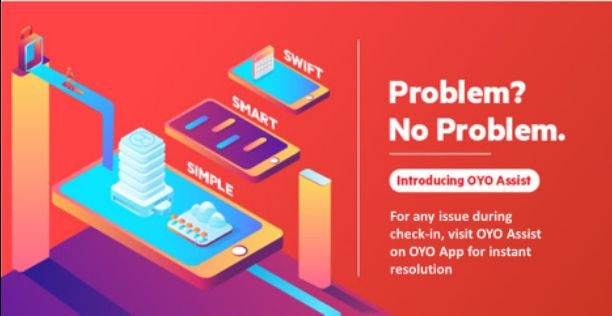 SWIFT
SMART
SIMPLE
Problem?
No Problem.
Introducing OYO Assist
For any issue during
check-in, visit OYO Assist
on OYO App for instant
resolution